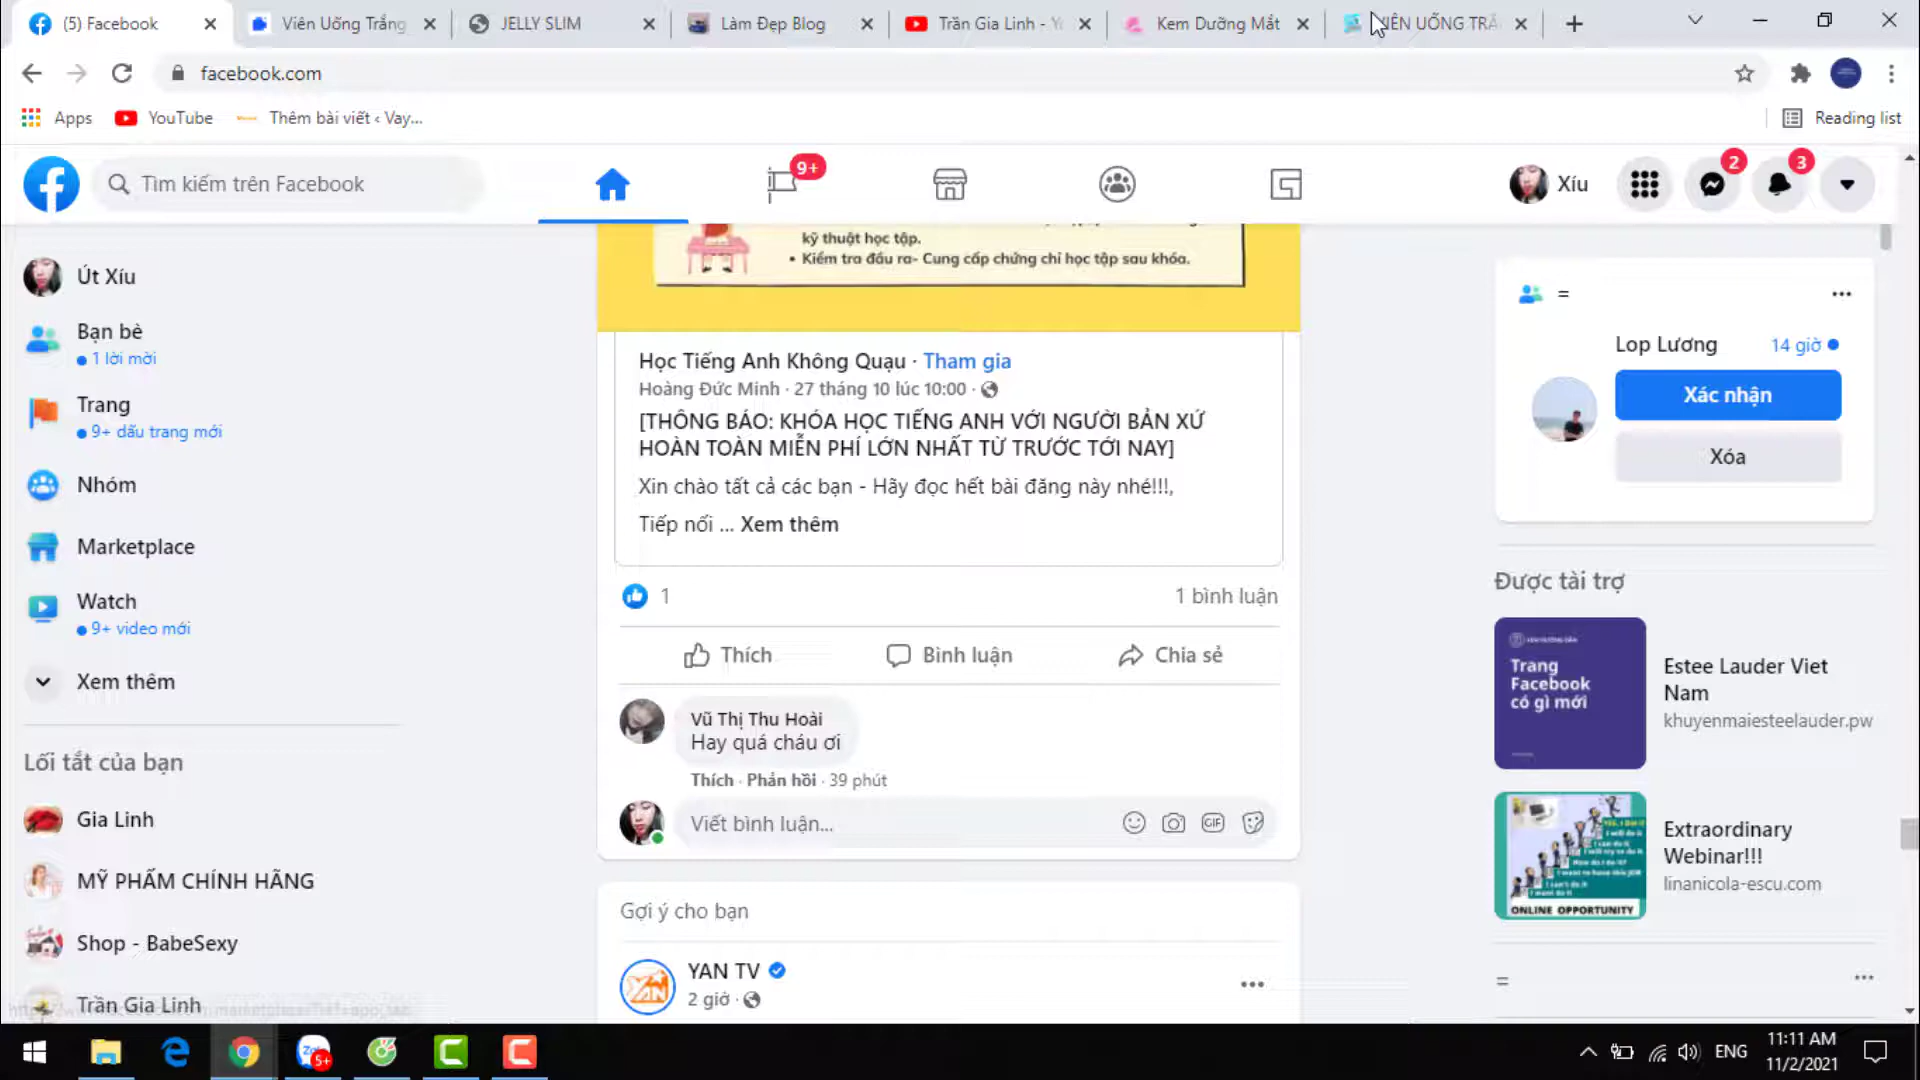 (5) Facebook
Viên Uống Trắng
JELLY SLIM
Làm Đẹp Blog
Trần Gia Linh - Y
Kem Dưỡng Mắt
VIÊN UỐNG TRẮ
facebook.com
Apps
YouTube
Thêm bài viết ‹ Vay...
Reading list
Tìm kiếm trên Facebook
9+
Xíu
2
3
Út Xíu
Bạn bè
1 lời mời
Trang
9+ dấu trang mới
Nhóm
Marketplace
Watch
9+ video mới
Xem thêm
Lối tắt của bạn
Gia Linh
MỸ PHẨM CHÍNH HÃNG
Shop - BabeSexy
Trần Gia Linh
kỹ thuật học tập.
• Kiểm tra đầu ra- Cung cấp chứng chỉ học tập sau khóa.
Học Tiếng Anh Không Quạu · Tham gia
Hoàng Đức Minh · 27 tháng 10 lúc 10:00 ·
[THÔNG BÁO: KHÓA HỌC TIẾNG ANH VỚI NGƯỜI BẢN XỨ
HOÀN TOÀN MIỄN PHÍ LỚN NHẤT TỪ TRƯỚC TỚI NAY]
Xin chào tất cả các bạn - Hãy đọc hết bài đăng này nhé!!!,
Tiếp nối ... Xem thêm
1
1 bình luận
Thích
Bình luận
Chia sẻ
Vũ Thị Thu Hoài
Hay quá cháu ơi
Thích · Phản hồi · 39 phút
Viết bình luận...
GIF
Gợi ý cho bạn
YAN TV
YAN
2 giờ ·
=
Lop Lương
14 giờ
Xác nhận
Xóa
Được tài trợ
Trang
Facebook
có gì mới
Estee Lauder Viet
Nam
khuyenmaiesteelauder.pw
ONLINE OPPORTUNITY
Extraordinary
Webinar!!!
linanicola-escu.com
=
5+
ENG
11:11 AM
11/2/2021